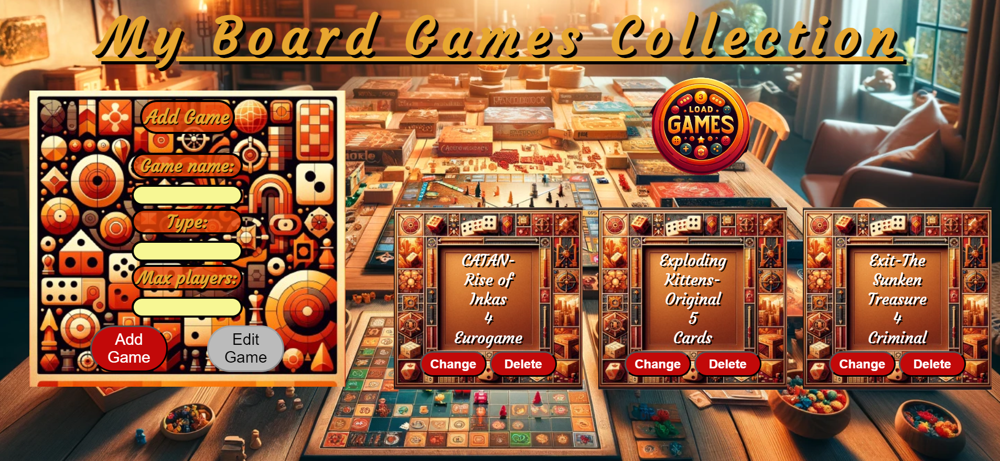 My Board Games Collection
Add Game
Game name:
Type:
Max players:
Add
Game
Edit
Game
3
LOAD
GAMES
CATAN-
Rise of
Inkas
4
Eurogame
Change
Delete
Exploding
Kittens-
Original
5
Cards
Change
Delete
Exit-The
Sunken
Treasure
4
Criminal
Change
Delete